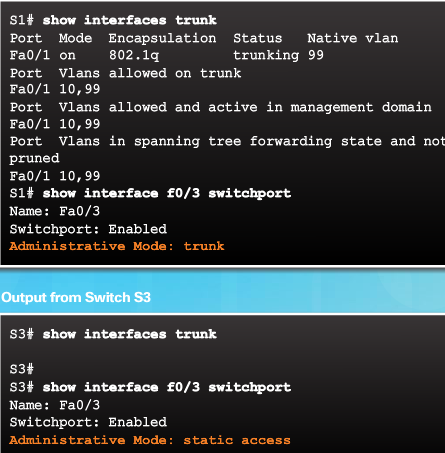 S1# show interfaces trunk
Port Mode Encapsulation Status Native vlan
Fa0/1 on 802.1q trunking 99
Port Vlans allowed on trunk
Fa0/1 10,99
Port Vlans allowed and active in management domain
Fa0/1 10,99
Port Vlans in spanning tree forwarding state and not
pruned
Fa0/1 10,99
S1# show interface f0/3 switchport
Name: Fa0/3
Switchport: Enabled
Administrative Mode: trunk
Output from Switch S3
S3# show interfaces trunk
S3#
S3# show interface f0/3 switchport
Name: Fa0/3
Switchport: Enabled
Administrative Mode: static access